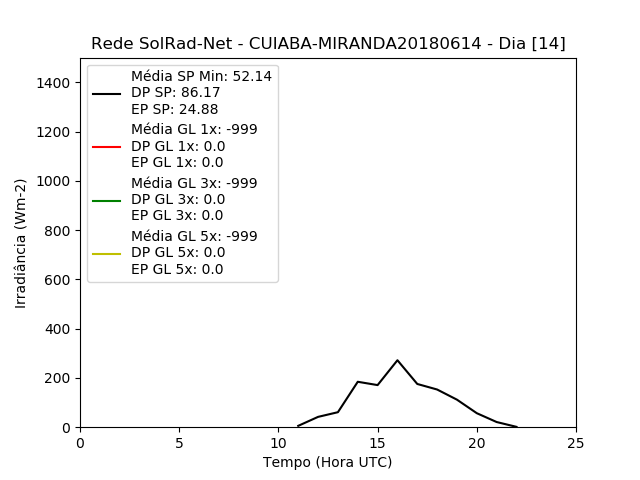 Rede SolRad-Net - CUIABA-MIRANDA20180614 - Dia [14]
Média SP Min: 52.14
DP SP: 86.17
EP SP: 24.88
Média GL 1x: -999
DP GL 1x: 0.0
EP GL 1x: 0.0
Média GL 3x: -999
DP GL 3x: 0.0
EP GL 3x: 0.0
Média GL 5x: -999
DP GL 5x: 0.0
EP GL 5x: 0.0
Irradiância (Wm-2)
1400
1200
1000
800
600
400
200
0
0 5 10 15 20 25
Tempo (Hora UTC)